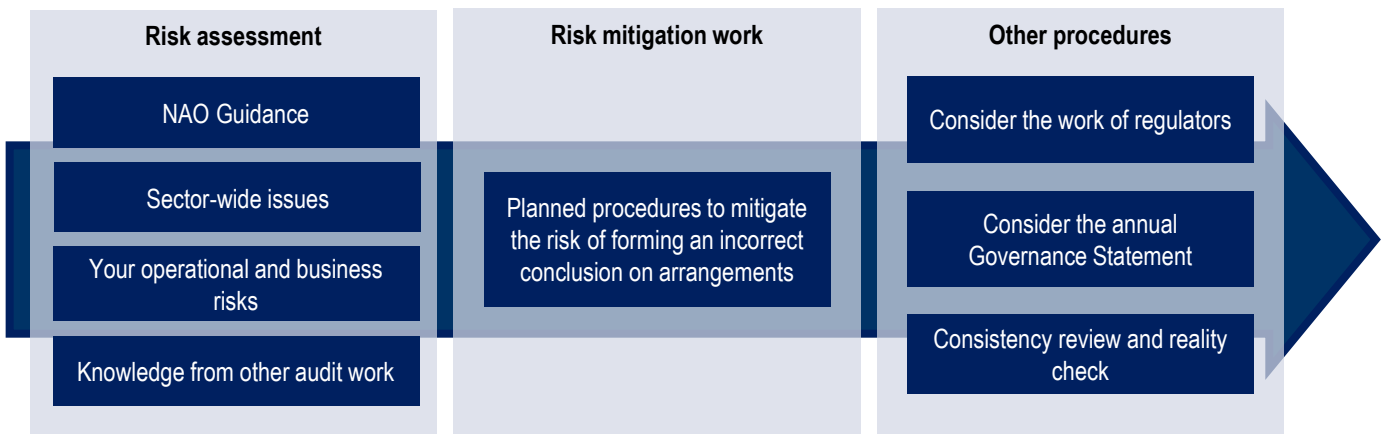 Risk assessment
NAO Guidance
Sector-wide issues
Your operational and business
risks
Knowledge from other audit work
Risk mitigation work
Planned procedures to mitigate
the risk of forming an incorrect
conclusion on arrangements
Other procedures
Consider the work of regulators
Consider the annual
Governance Statement
Consistency review and reality
check